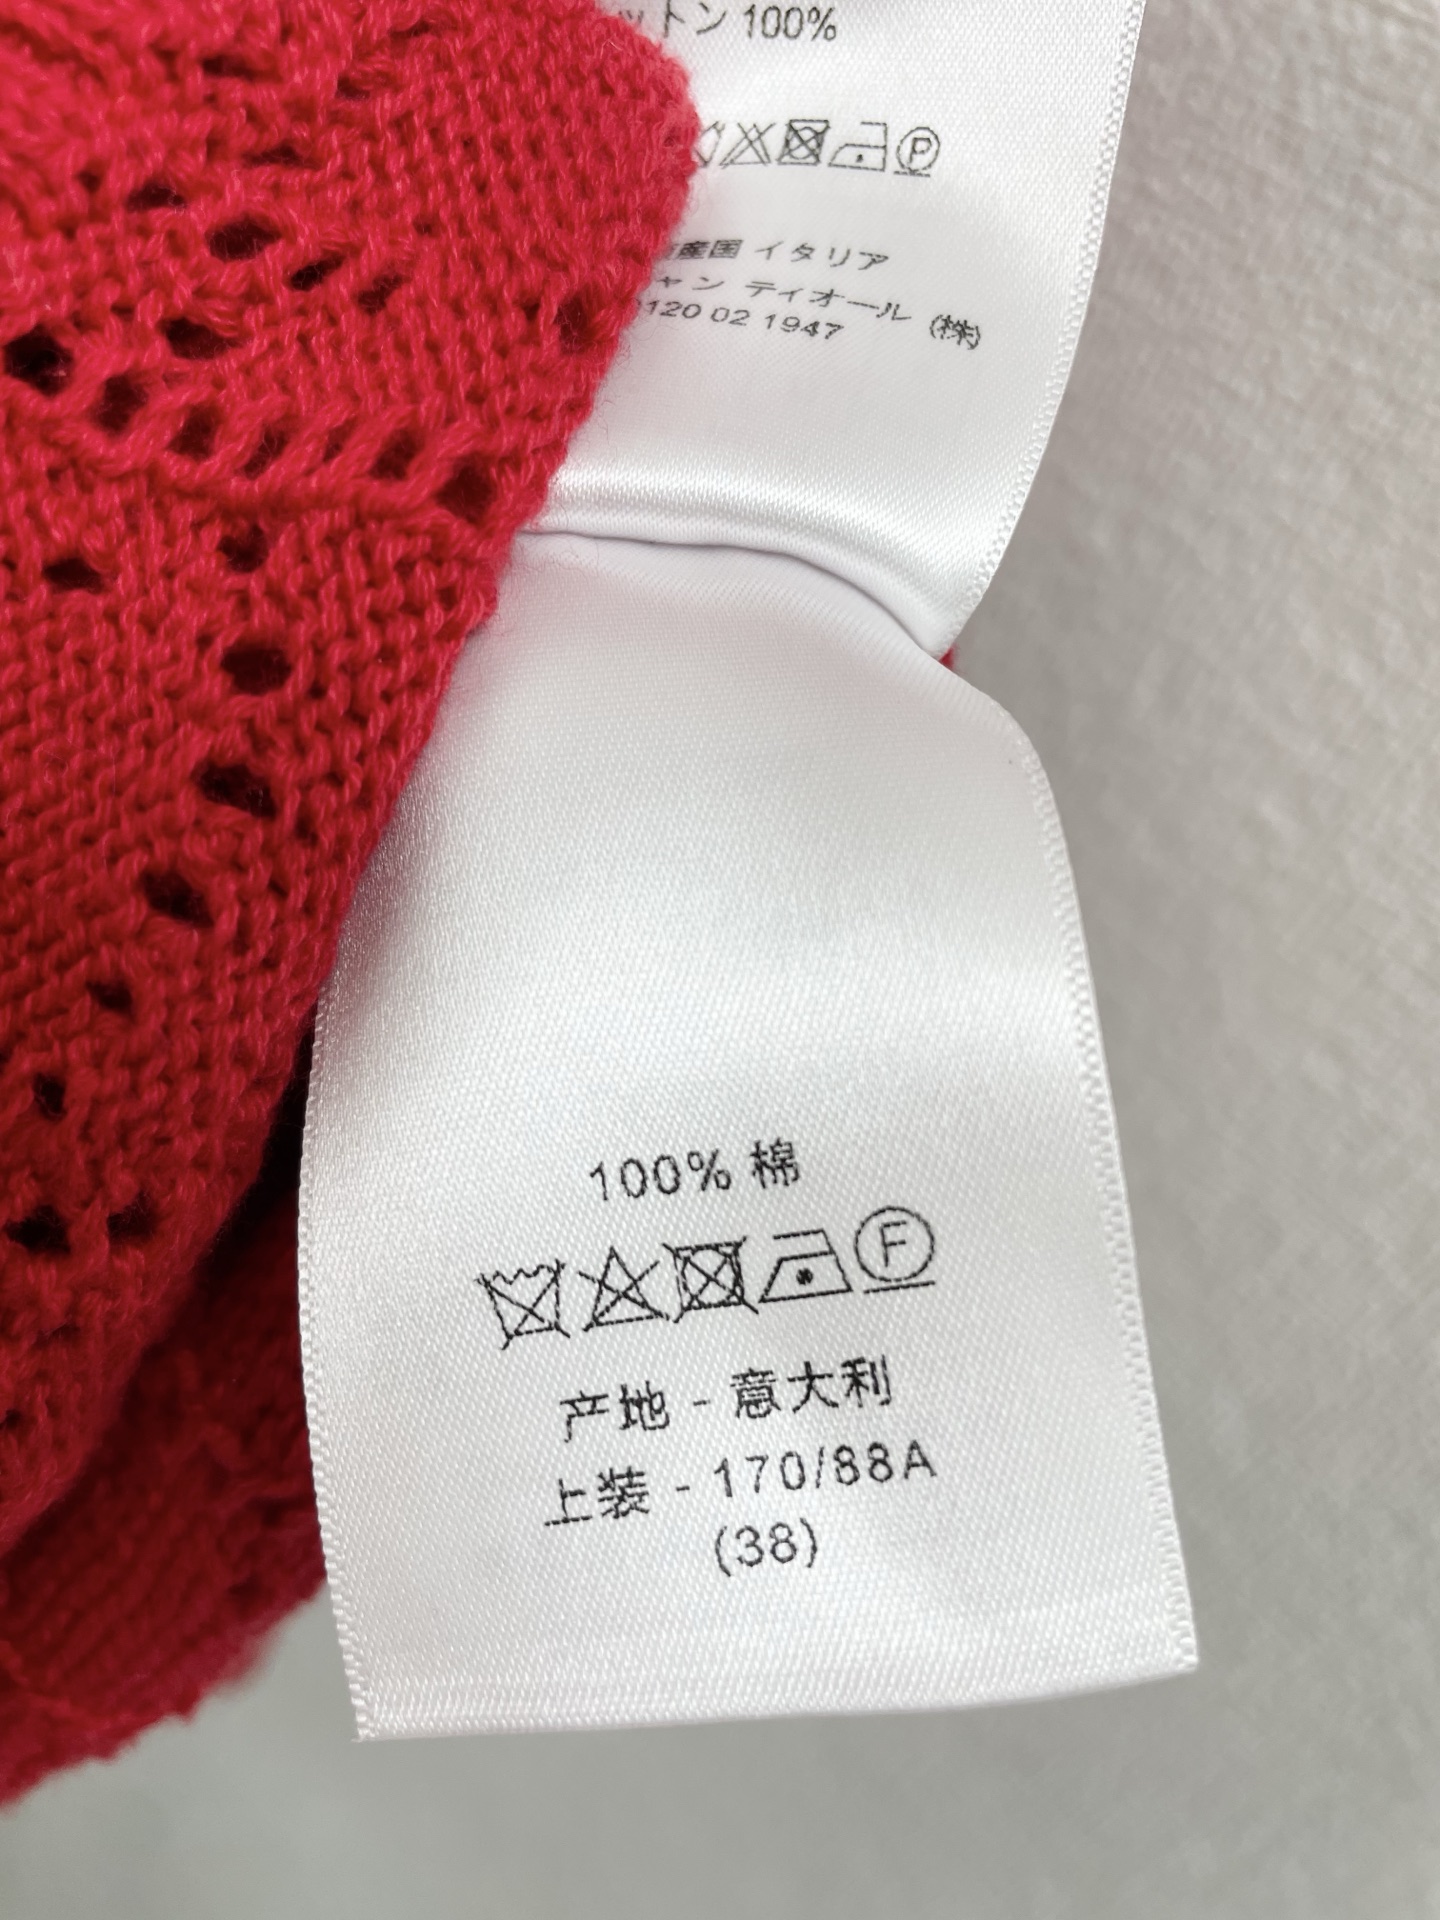 トン 100%
P
産国 イタリア
ャン ディオール (株)
120 02 1947
100% 棉
F
产地 - 意大利
上装 - 170/88A
(38)